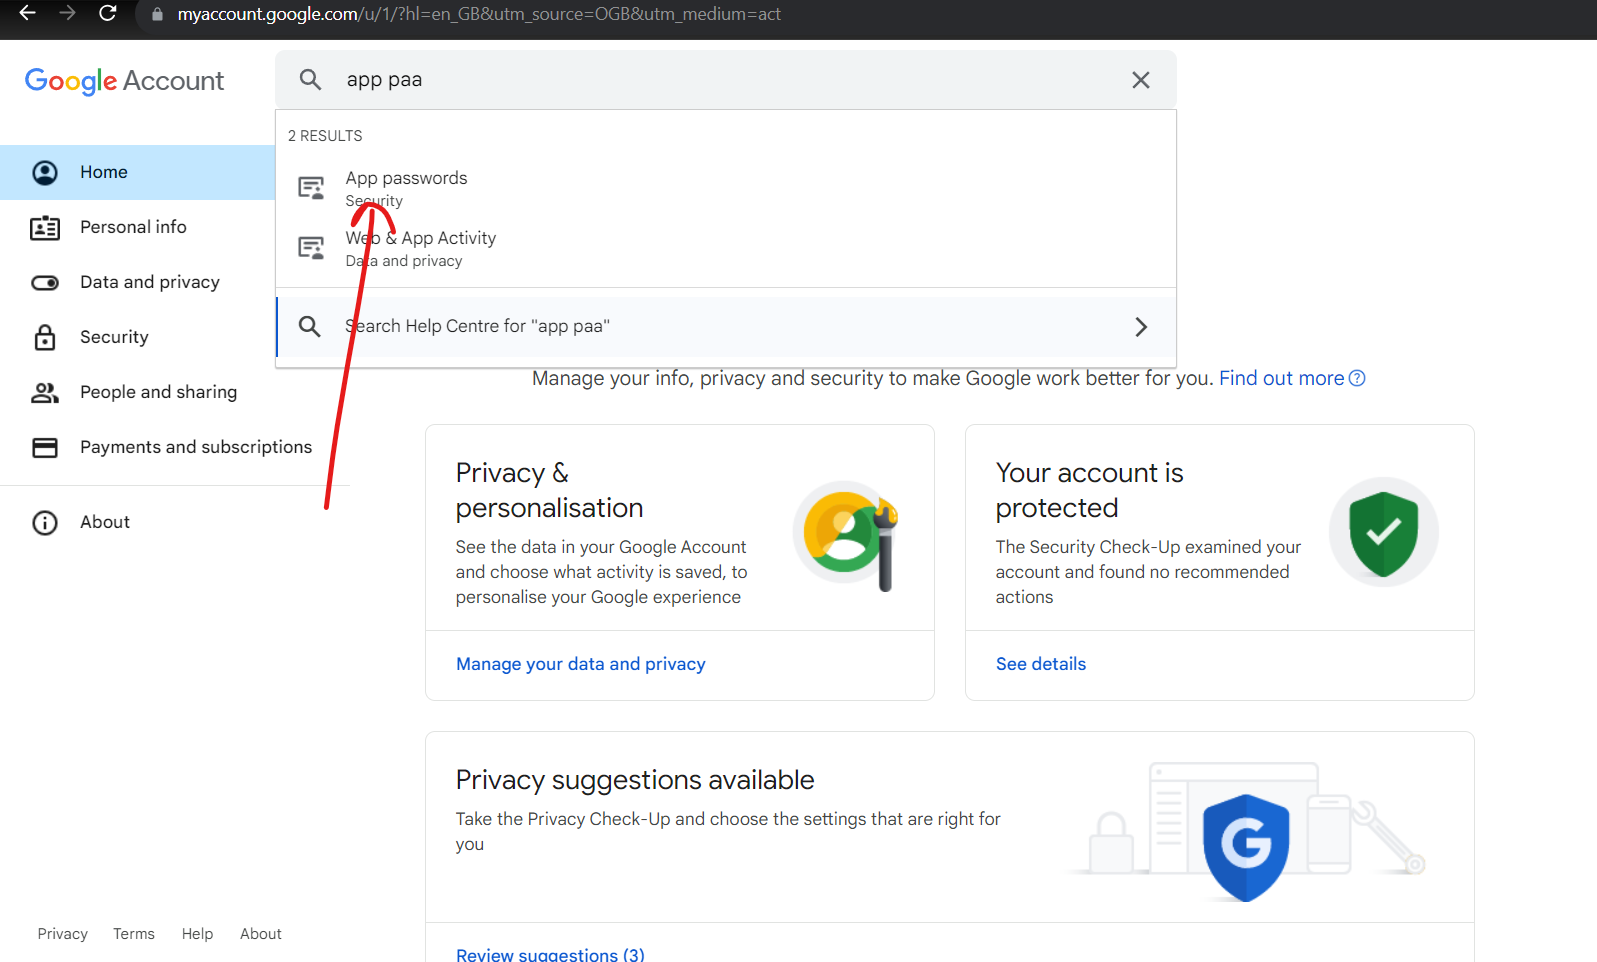 myaccount.google.com/u/1/?hl=en_GB&utm_source=OGB&utm_medium=act
Google Account
app paa
2 RESULTS
App passwords
Security
Web & App Activity
Data and privacy
Search Help Centre for "app paa"
Home
Personal info
Data and privacy
Security
People and sharing
Payments and subscriptions
About
Manage your info, privacy and security to make Google work better for you. Find out more
Privacy &
personalisation
See the data in your Google Account
and choose what activity is saved, to
personalise your Google experience
Manage your data and privacy
Your account is
protected
The Security Check-Up examined your
account and found no recommended
actions
See details
Privacy suggestions available
Take the Privacy Check-Up and choose the settings that are right for
you
G
Review suggestions (3)
Privacy Terms Help About